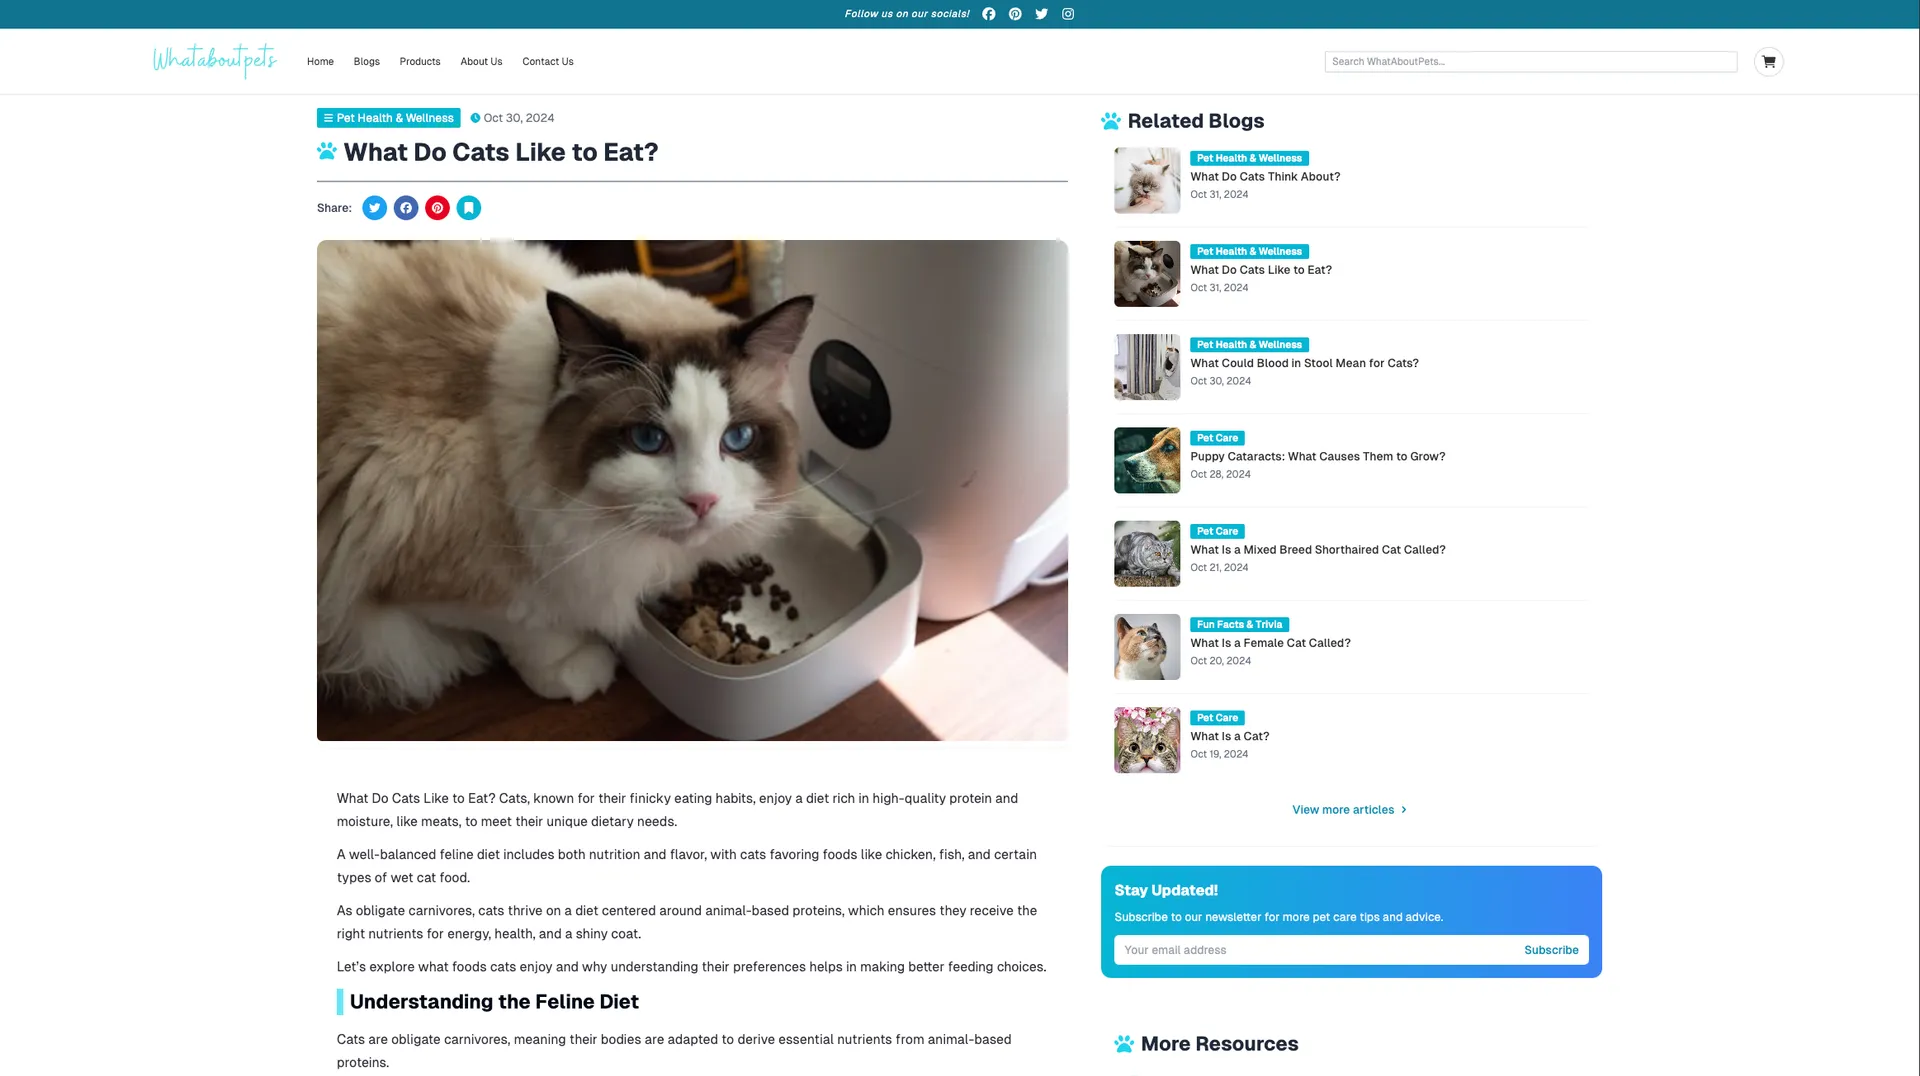 Follow us on our socials!
Whataboutpets
Home
Blogs
Products
About Us
Contact Us
Search WhatAboutPets...
Pet Health & Wellness
Oct 30, 2024
What Do Cats Like to Eat?
Share:
What Do Cats Like to Eat? Cats, known for their finicky eating habits, enjoy a diet rich in high-quality protein and
moisture, like meats, to meet their unique dietary needs.
A well-balanced feline diet includes both nutrition and flavor, with cats favoring foods like chicken, fish, and certain
types of wet cat food.
As obligate carnivores, cats thrive on a diet centered around animal-based proteins, which ensures they receive the
right nutrients for energy, health, and a shiny coat.
Let’s explore what foods cats enjoy and why understanding their preferences helps in making better feeding choices.
Understanding the Feline Diet
Cats are obligate carnivores, meaning their bodies are adapted to derive essential nutrients from animal-based
proteins.
Related Blogs
Pet Health & Wellness
What Do Cats Think About?
Oct 31, 2024
Pet Health & Wellness
What Do Cats Like to Eat?
Oct 31, 2024
Pet Health & Wellness
What Could Blood in Stool Mean for Cats?
Oct 30, 2024
Pet Care
Puppy Cataracts: What Causes Them to Grow?
Oct 28, 2024
Pet Care
What Is a Mixed Breed Shorthaired Cat Called?
Oct 21, 2024
Fun Facts & Trivia
What Is a Female Cat Called?
Oct 20, 2024
Pet Care
What Is a Cat?
Oct 19, 2024
View more articles
Stay Updated!
Subscribe to our newsletter for more pet care tips and advice.
Your email address
Subscribe
More Resources